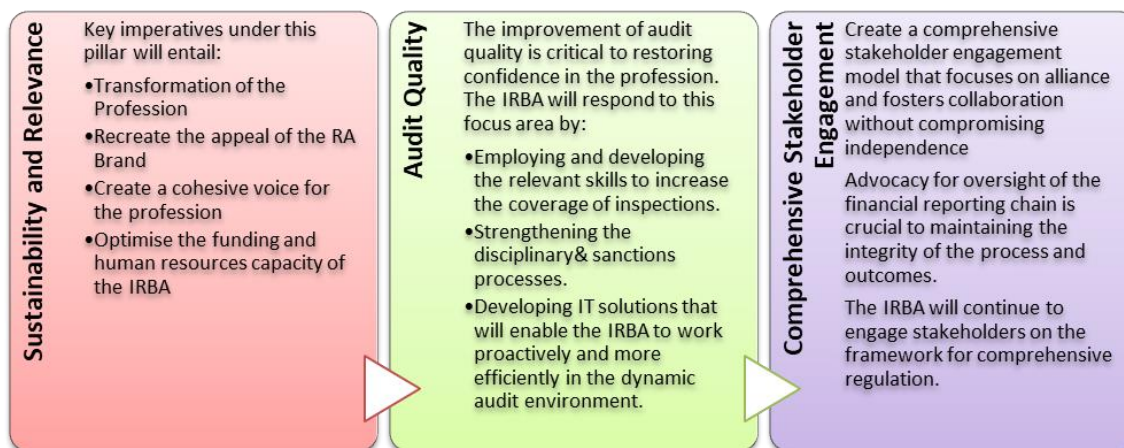 Sustainability and Relevance
Key imperatives under this
pillar will entail:
•Transformation of the
Profession
•Recreate the appeal of the RA
Brand
•Create a cohesive voice for
the profession
•Optimise the funding and
human resources capacity of
the IRBA
Audit Quality
The improvement of audit
quality is critical to restoring
confidence in the profession.
The IRBA will respond to this
focus area by:
•Employing and developing
the relevant skills to increase
the coverage of inspections.
•Strengthening the
disciplinary& sanctions
processes.
•Developing IT solutions that
will enable the IRBA to work
proactively and more
efficiently in the dynamic
audit environment.
Comprehensive Stakeholder
Engagement
Create a comprehensive
stakeholder engagement
model that focuses on alliance
and fosters collaboration
without compromising
independence
Advocacy for oversight of the
financial reporting chain is
crucial to maintaining the
integrity of the process and
outcomes.
The IRBA will continue to
engage stakeholders on the
framework for comprehensive
regulation.